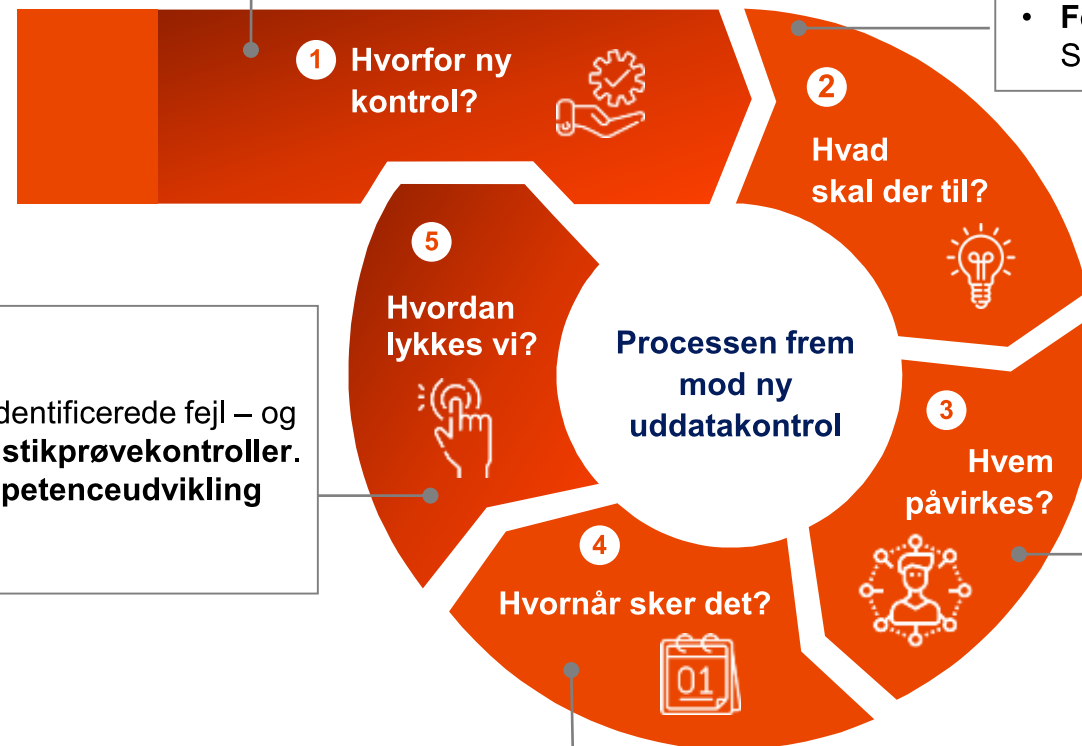 1 Hvorfor ny
kontrol?
2
Hvad
skal der til?
3
Hvem
påvirkes?
4
Hvornår sker det?
01
5
Hvordan
lykkes vi?
Processen frem
mod ny
uddatakontrol
dentificerede fejl – og
stikprøvekontroller.
petenceudvikling
•
S